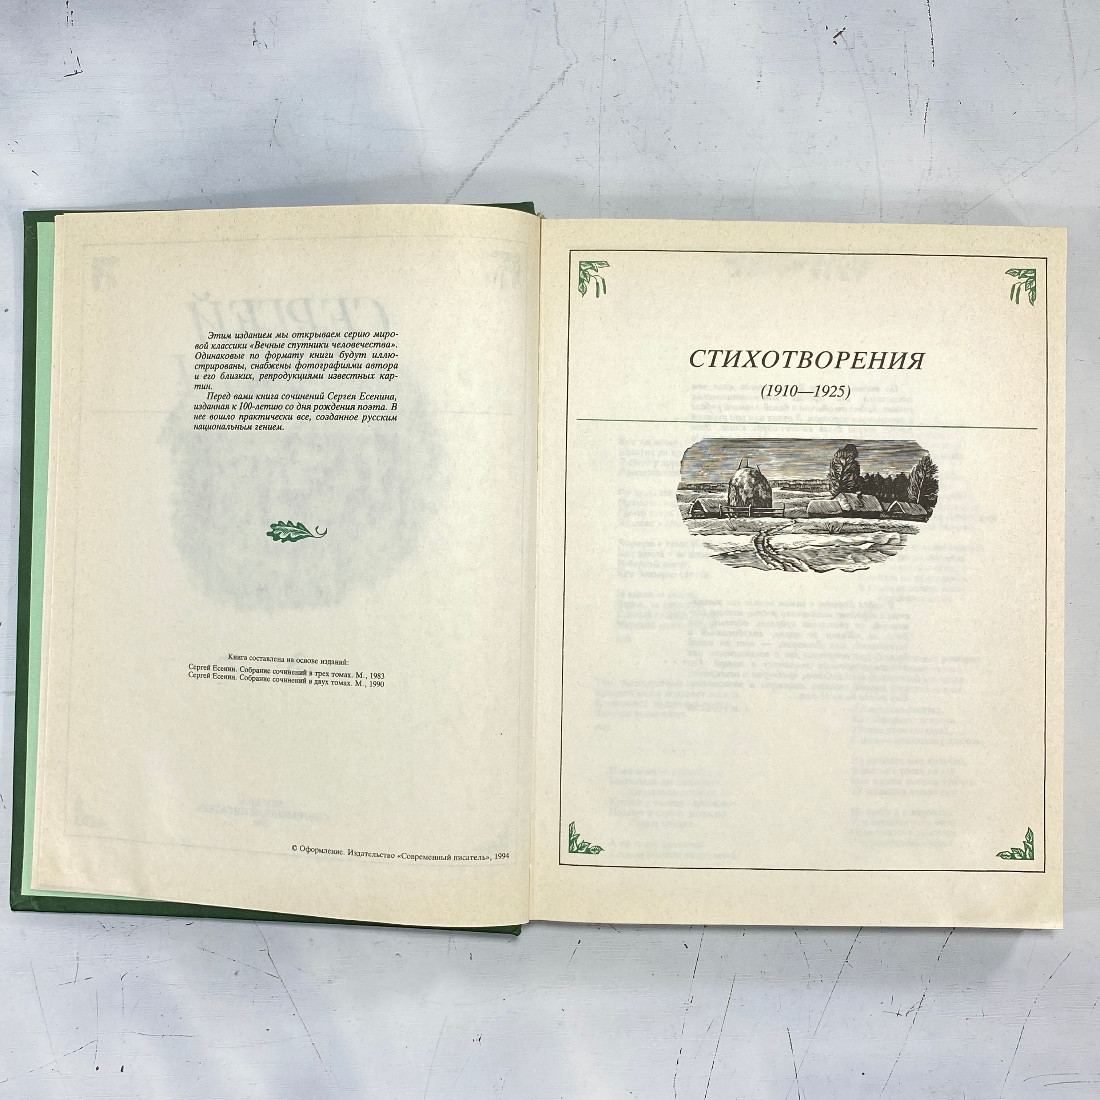 Этим изданием мы открываем серию миро-
вой классики «Вечные спутники человечества».
Одинаковые по формату книги будут иллю-
стрированы, снабжены фотографиями автора
и его близких, репродукциями известных кар-
тин.
Перед вами книга сочинений Сергея Есенина,
изданная к 100-летию со дня рождения поэта. В
нее вошло практически все, созданное русским
национальным гением.
Книга составлена на основе изданий:
Сергей Есенин. Собрание сочинений в трех томах. М., 1983
Сергей Есенин. Собрание сочинений в двух томах. М., 1990
© Оформление. Издательство «Современный писатель», 1994
СТИХОТВОРЕНИЯ
(1910—1925)